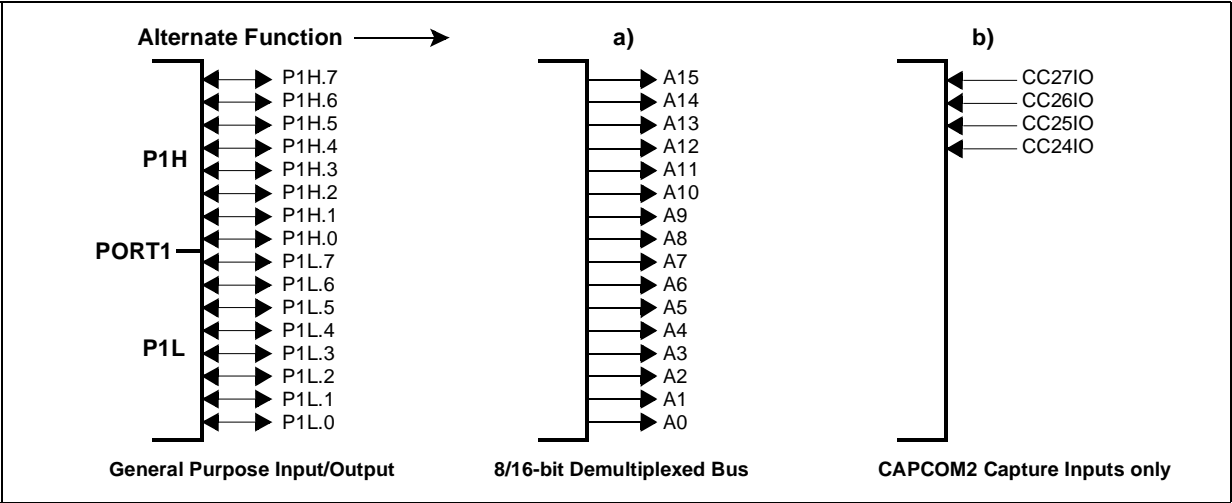 Alternate Function a) b)
P1H.7 A15 CC27IO
P1H.6 A14 CC26IO
P1H.5 A13 CC25IO
P1H.4 A12 CC24IO
P1H
P1H.3 A11
P1H.2 A10
P1H.1 A9
P1H.0 A8
PORT1
P1L.7 A7
P1L.6 A6
P1L.5 A5
P1L.4 A4
P1L
P1L.3 A3
P1L.2 A2
P1L.1 A1
P1L.0 A0
General Purpose Input/Output 8/16-bit Demultiplexed Bus CAPCOM2 Capture Inputs only